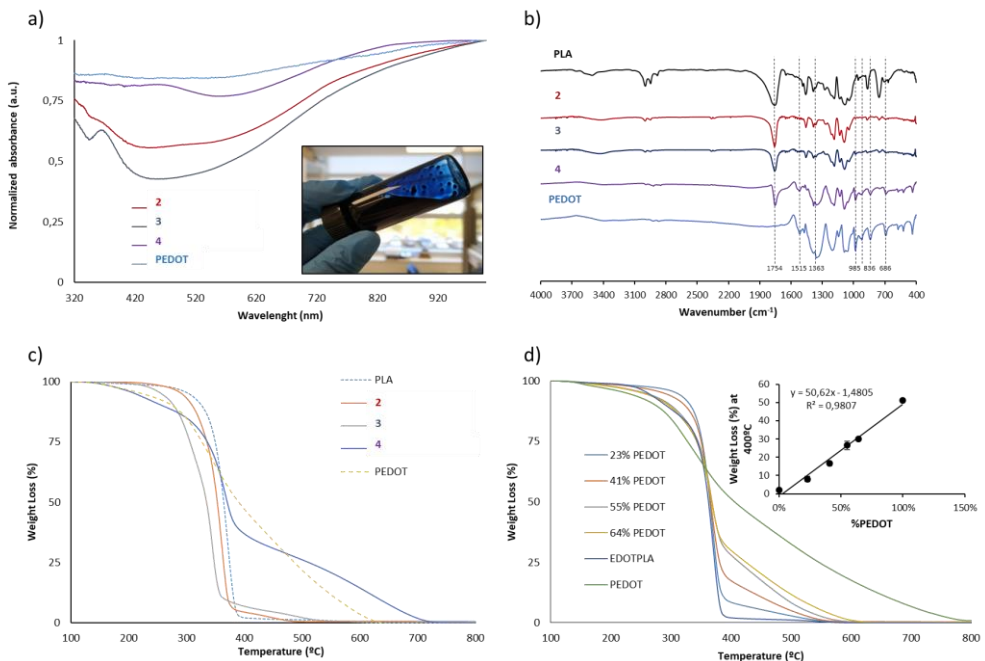 a)
Normalized absorbance (a.u.)
1
0,75
0,5
0,25
0
320
420
520
620
720
820
920
Wavelenght (nm)
2
3
4
PEDOT
b)
PLA
2
3
4
PEDOT
1754
1515
1363
985
836
686
4000
3700
3400
3100
2800
2500
2200
1900
1600
1300
1000
700
400
Wavenumber (cm-1)
c)
Weight Loss (%)
100
75
50
25
0
100
200
300
400
500
600
700
800
Temperature (ºC)
PLA
2
3
4
PEDOT
d)
Weight Loss (%)
100
75
50
25
0
100
200
300
400
500
600
700
800
Temperature (ºC)
23% PEDOT
41% PEDOT
55% PEDOT
64% PEDOT
EDOTPLA
PEDOT
Weight Loss (%) at
400ºC
60
50
40
30
20
10
0
y = 50,62x - 1,4805
R² = 0,9807
0%
50%
100%
150%
%PEDOT